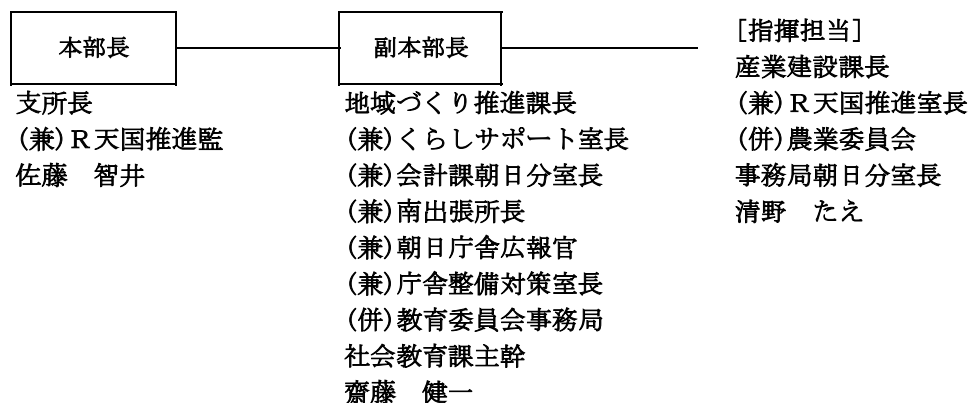 本部長
支所長
(兼)Ｒ天国推進監
佐藤　智井
副本部長
地域づくり推進課長
(兼)くらしサポート室長
(兼)会計課朝日分室長
(兼)南出張所長
(兼)朝日庁舎広報官
(兼)庁舎整備対策室長
(併)教育委員会事務局
社会教育課主幹
齋藤　健一
[指揮担当]
産業建設課長
(兼)Ｒ天国推進室長
(併)農業委員会
事務局朝日分室長
清野　たえ